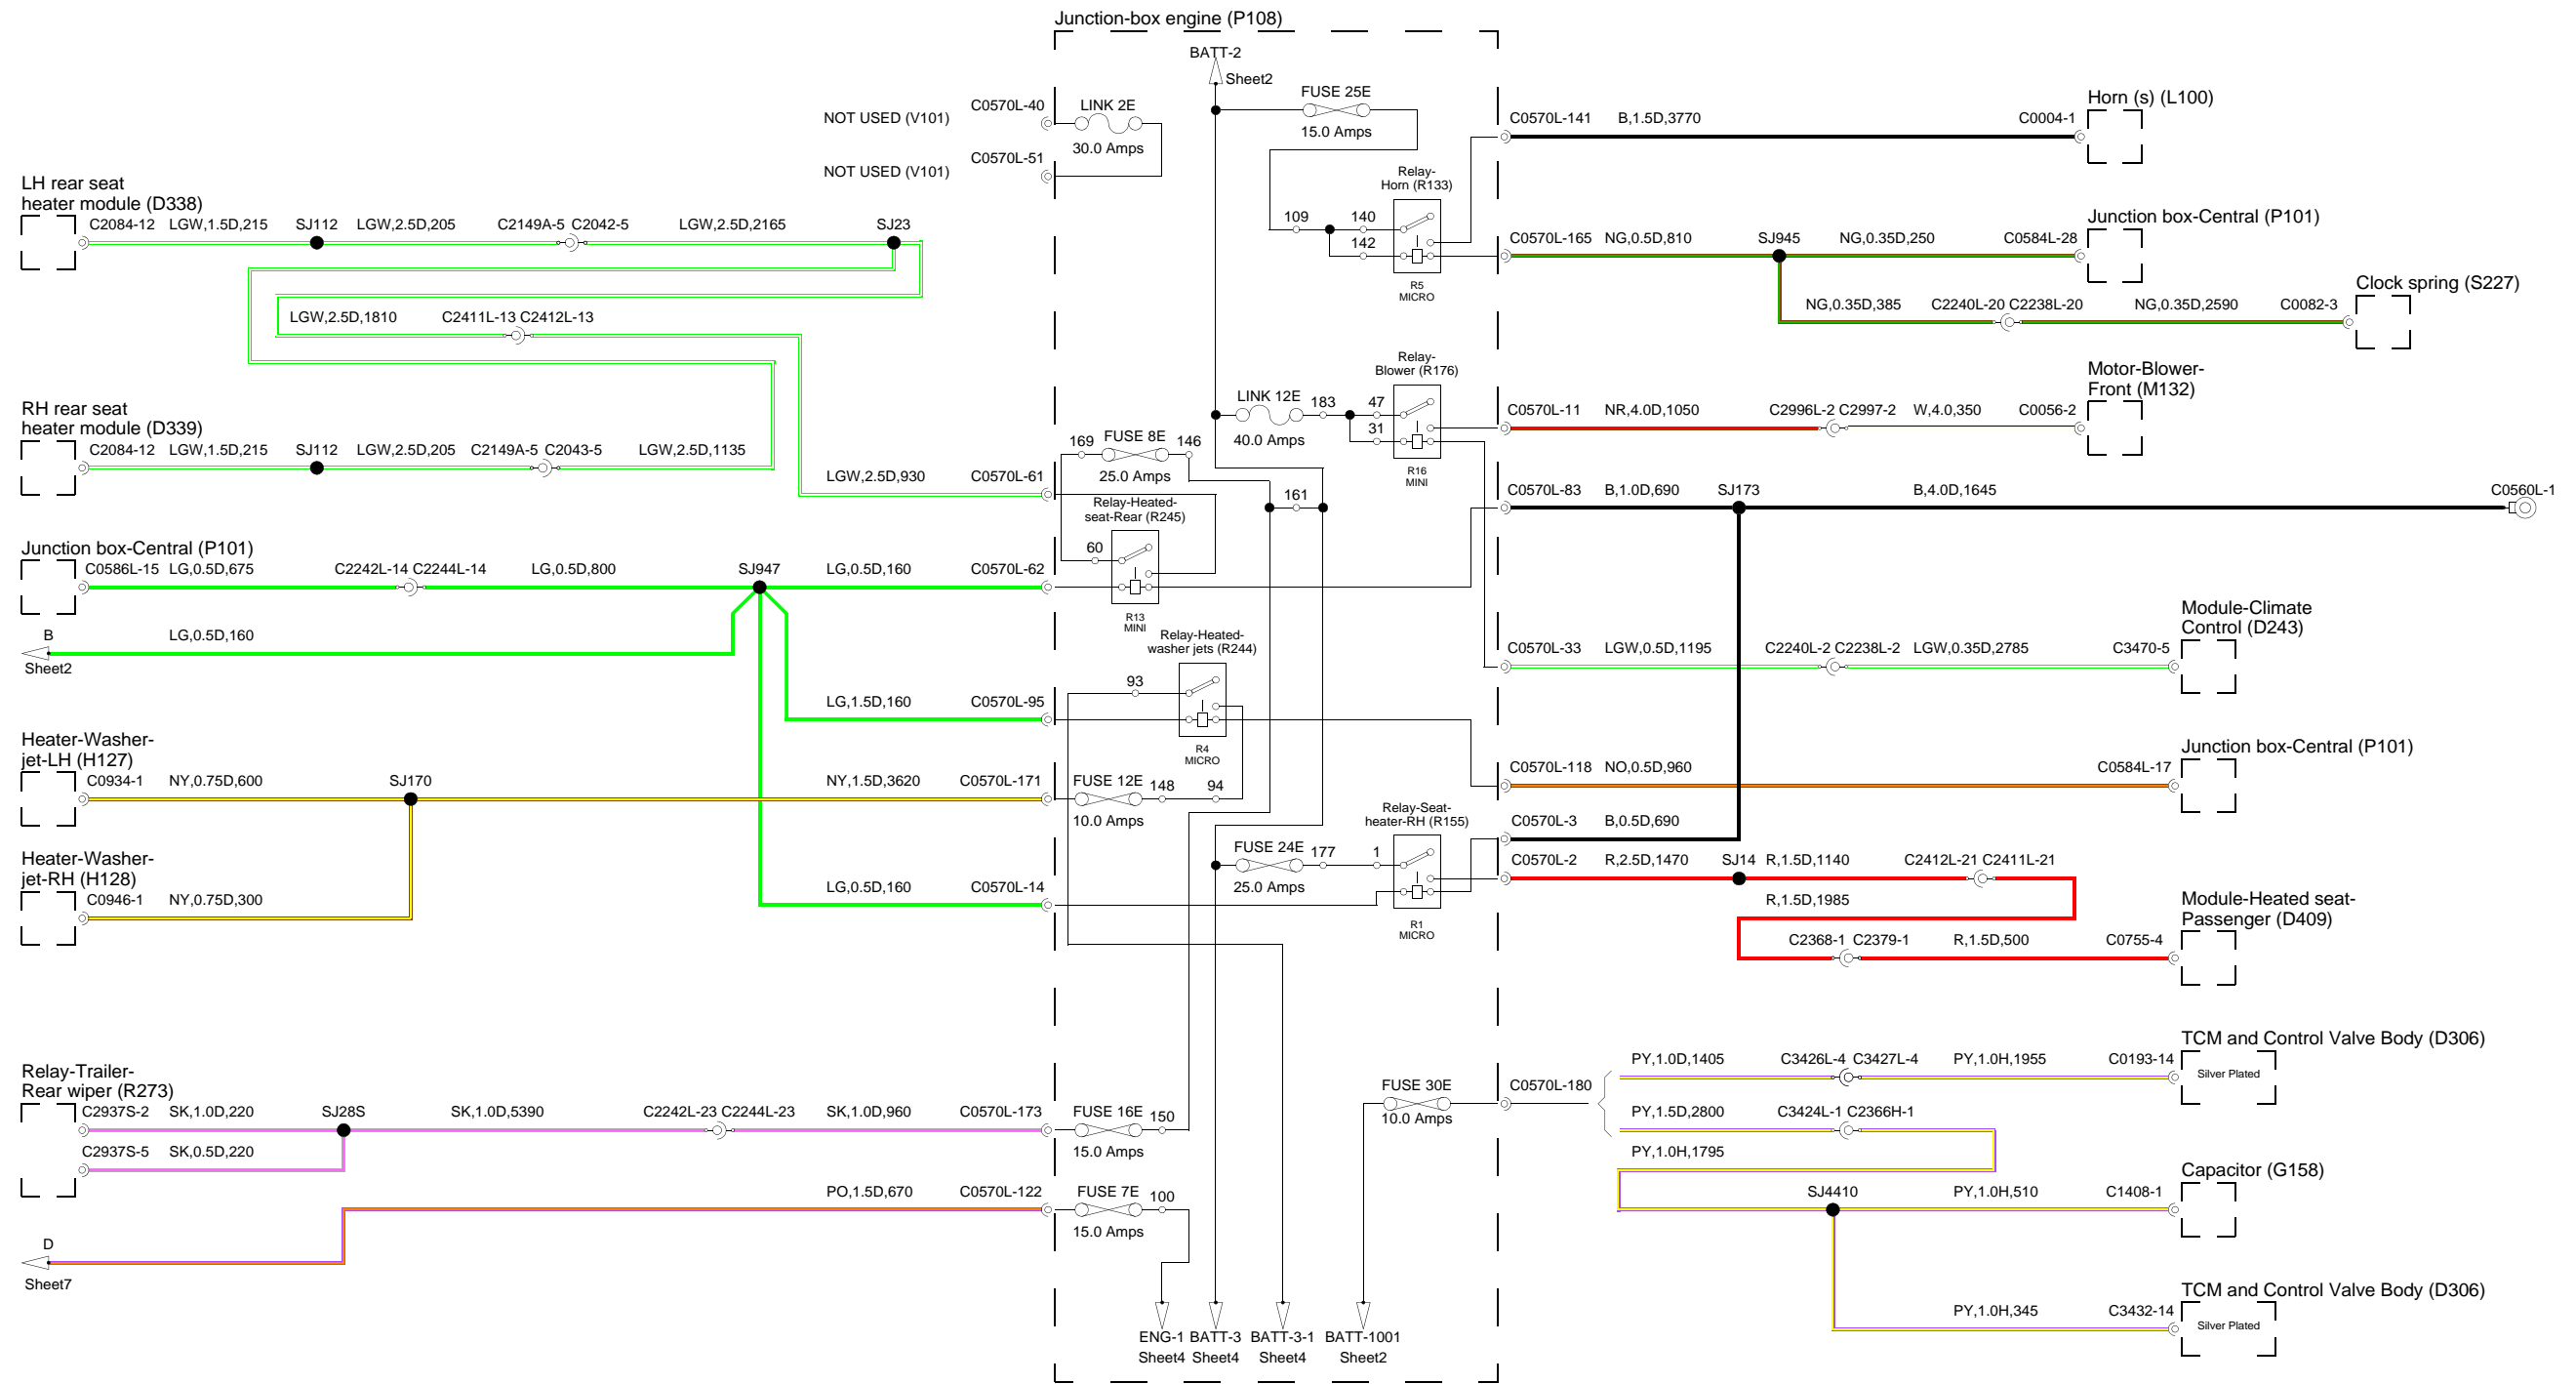 Junction-box engine (P108)
BATT-2
Sheet2
NOT USED (V101)
C0570L-40
LINK 2E
30.0 Amps
NOT USED (V101)
C0570L-51
FUSE 25E
15.0 Amps
C0570L-141 B,1.5D,3770 C0004-1
Horn (s) (L100)
Relay-
Horn (R133)
109 140
142
R5
MICRO
LH rear seat
heater module (D338)
C2084-12 LGW,1.5D,215 SJ112 LGW,2.5D,205 C2149A-5 C2042-5 LGW,2.5D,2165 SJ23
LGW,2.5D,1810 C2411L-13 C2412L-13
C0570L-165 NG,0.5D,810 SJ945 NG,0.35D,250 C0584L-28
Junction box-Central (P101)
Clock spring (S227)
NG,0.35D,385 C2240L-20 C2238L-20 NG,0.35D,2590 C0082-3
Relay-
Blower (R176)
LINK 12E 183 47
31
40.0 Amps
R16
MINI
Motor-Blower-
Front (M132)
C0570L-11 NR,4.0D,1050 C2996L-2 C2997-2 W,4.0,350 C0056-2
RH rear seat
heater module (D339)
C2084-12 LGW,1.5D,215 SJ112 LGW,2.5D,205 C2149A-5 C2043-5 LGW,2.5D,1135
169 FUSE 8E 146
25.0 Amps
LGW,2.5D,930 C0570L-61
161
Relay-Heated-
seat-Rear (R245)
60
R13
MINI
C0570L-83 B,1.0D,690 SJ173 B,4.0D,1645 C0560L-1
Junction box-Central (P101)
C0586L-15 LG,0.5D,675 C2242L-14 C2244L-14 LG,0.5D,800 SJ947 LG,0.5D,160 C0570L-62
B
LG,0.5D,160
Sheet2
Relay-Heated-
washer jets (R244)
93
R4
MICRO
LG,1.5D,160 C0570L-95
Module-Climate
Control (D243)
C0570L-33 LGW,0.5D,1195 C2240L-2 C2238L-2 LGW,0.35D,2785 C3470-5
Heater-Washer-
jet-LH (H127)
C0934-1 NY,0.75D,600 SJ170 NY,1.5D,3620 C0570L-171
FUSE 12E 148 94
10.0 Amps
Junction box-Central (P101)
C0570L-118 NO,0.5D,960 C0584L-17
Relay-Seat-
heater-RH (R155)
C0570L-3 B,0.5D,690
FUSE 24E 177 1
25.0 Amps
R1
MICRO
C0570L-2 R,2.5D,1470 SJ14 R,1.5D,1140 C2412L-21 C2411L-21
R,1.5D,1985
Heater-Washer-
jet-RH (H128)
C0946-1 NY,0.75D,300
LG,0.5D,160 C0570L-14
Module-Heated seat-
Passenger (D409)
C2368-1 C2379-1 R,1.5D,500 C0755-4
TCM and Control Valve Body (D306)
PY,1.0D,1405 C3426L-4 C3427L-4 PY,1.0H,1955 C0193-14
Silver Plated
Relay-Trailer-
Rear wiper (R273)
C2937S-2 SK,1.0D,220 SJ28S SK,1.0D,5390 C2242L-23 C2244L-23 SK,1.0D,960 C0570L-173
FUSE 16E 150
15.0 Amps
C2937S-5 SK,0.5D,220
FUSE 30E
10.0 Amps
C0570L-180
PY,1.5D,2800 C3424L-1 C2366H-1
PY,1.0H,1795
PO,1.5D,670 C0570L-122
FUSE 7E 100
15.0 Amps
D
Sheet7
Capacitor (G158)
SJ4410 PY,1.0H,510 C1408-1
TCM and Control Valve Body (D306)
PY,1.0H,345 C3432-14
Silver Plated
ENG-1 BATT-3 BATT-3-1 BATT-1001
Sheet4 Sheet4 Sheet4 Sheet2